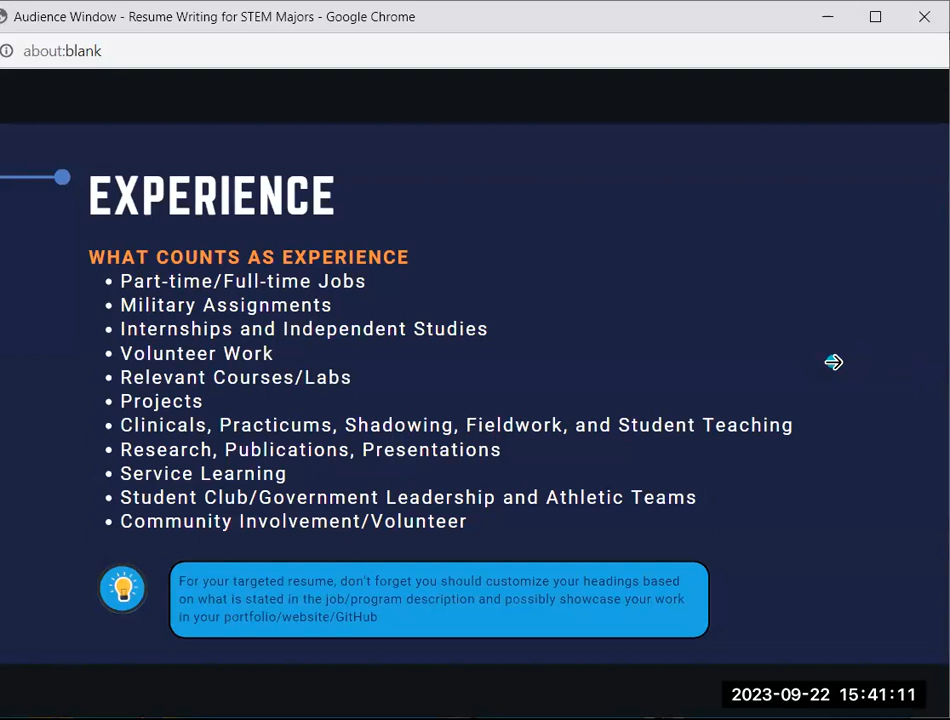 Audience Window - Resume Writing for STEM Majors - Google Chrome
about:blank
EXPERIENCE
WHAT COUNTS AS EXPERIENCE
• Part-time/Full-time Jobs
• Military Assignments
• Internships and Independent Studies
• Volunteer Work
• Relevant Courses/Labs
• Projects
• Clinicals, Practicums, Shadowing, Fieldwork, and Student Teaching
• Research, Publications, Presentations
• Service Learning
• Student Club/Government Leadership and Athletic Teams
• Community Involvement/Volunteer
For your targeted resume, don't forget you should customize your headings based
on what is stated in the job/program description and possibly showcase your work
in your portfolio/website/GitHub
2023-09-22 15:41:11